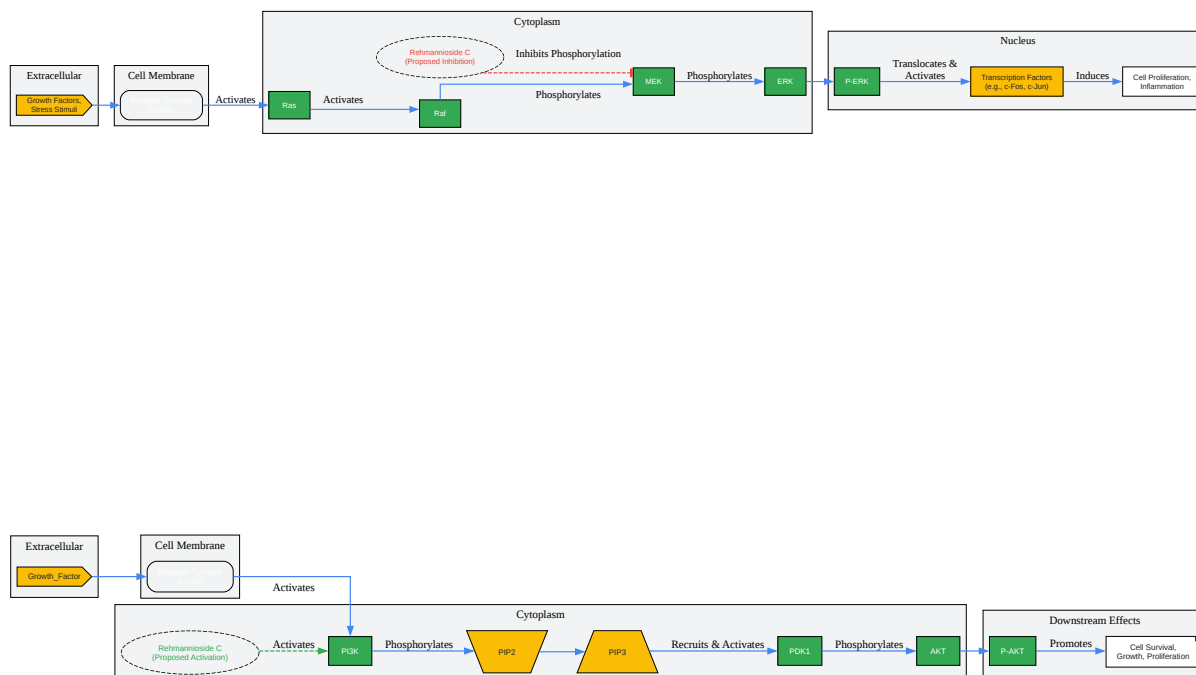 Cytoplasm
Extracellular
Growth Factors,
Stress Stimuli
Cell Membrane
Activates
Ras
Activates
Raf
Rehmannioside C
(Proposed Inhibition)
Inhibits Phosphorylation
Phosphorylates
MEK
Phosphorylates
ERK
Nucleus
P-ERK
Translocates &
Activates
Transcription Factors
(e.g., c-Fos, c-Jun)
Induces
Cell Proliferation,
Inflammation
Extracellular
Growth_Factor
Cell Membrane
Activates
Cytoplasm
Rehmannioside C
(Proposed Activation)
Activates
PI3K
Phosphorylates
PIP2
PIP3
Recruits & Activates
PDK1
Phosphorylates
AKT
Downstream Effects
P-AKT
Promotes
Cell Survival,
Growth, Proliferation